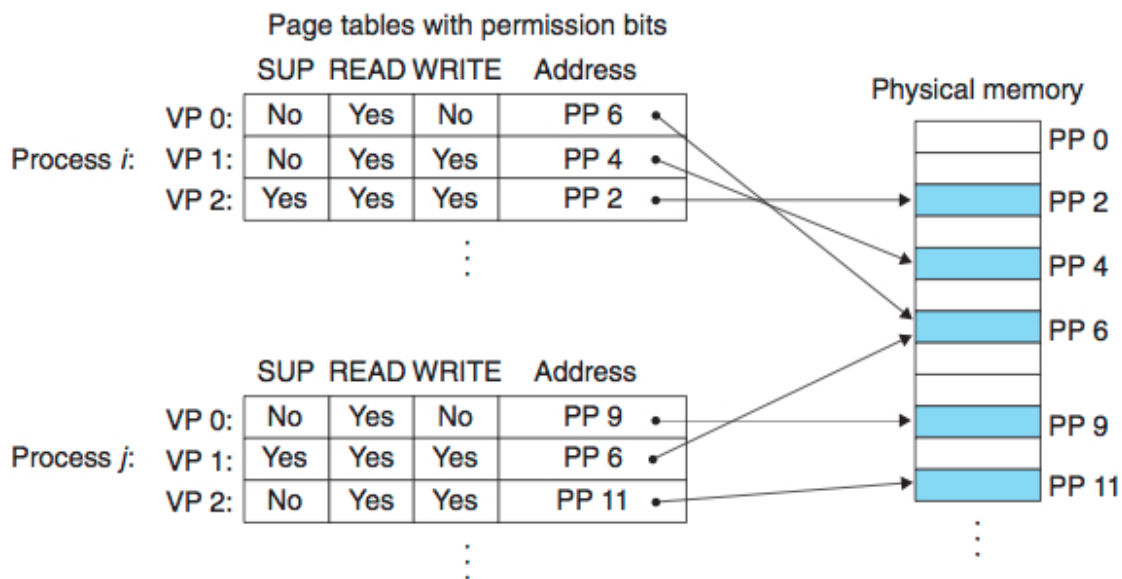 Page tables with permission bits
SUP READ WRITE Address
VP 0: No Yes No PP 6
Process i: VP 1: No Yes Yes PP 4
VP 2: Yes Yes Yes PP 2
Physical memory
PP 0
PP 2
PP 4
PP 6
PP 9
PP 11
SUP READ WRITE Address
VP 0: No Yes No PP 9
Process j: VP 1: Yes Yes Yes PP 6
VP 2: No Yes Yes PP 11